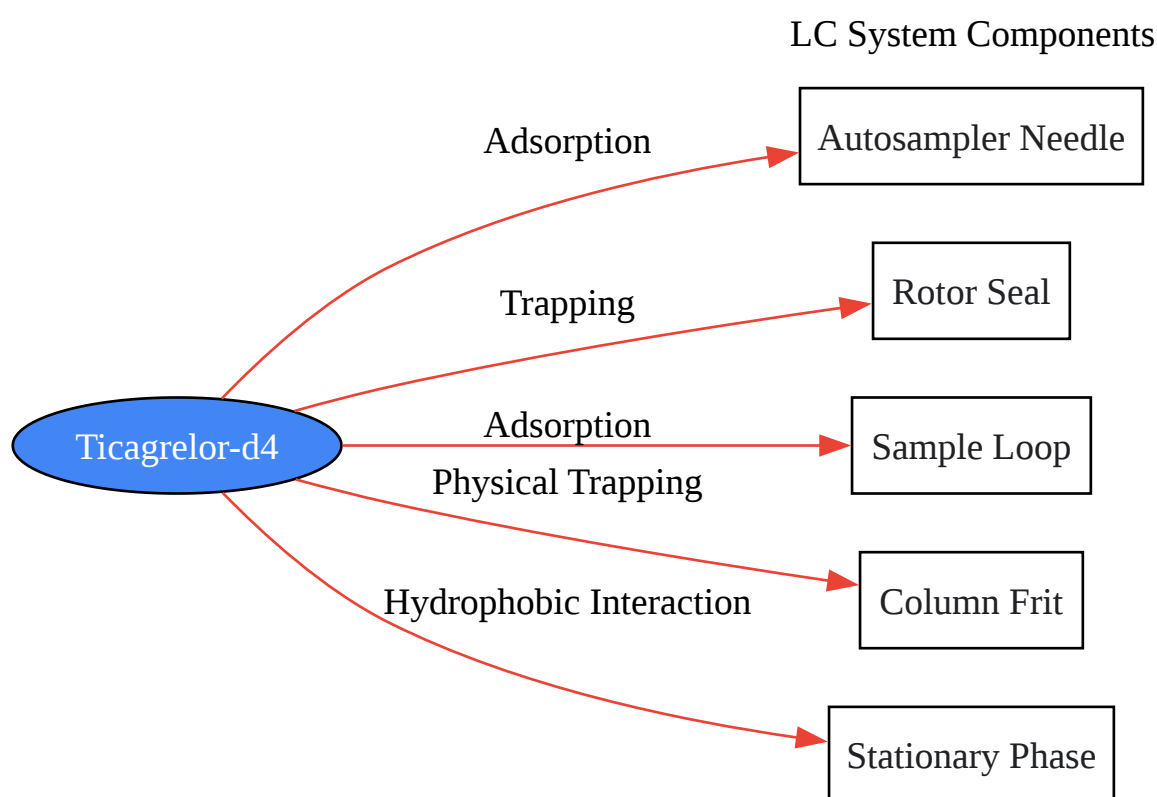 LC System Components
Adsorption
Autosampler Needle
Trapping
Rotor Seal
Ticagrelor-d4
Adsorption
Sample Loop
Physical Trapping
Column Frit
Hydrophobic Interaction
Stationary Phase